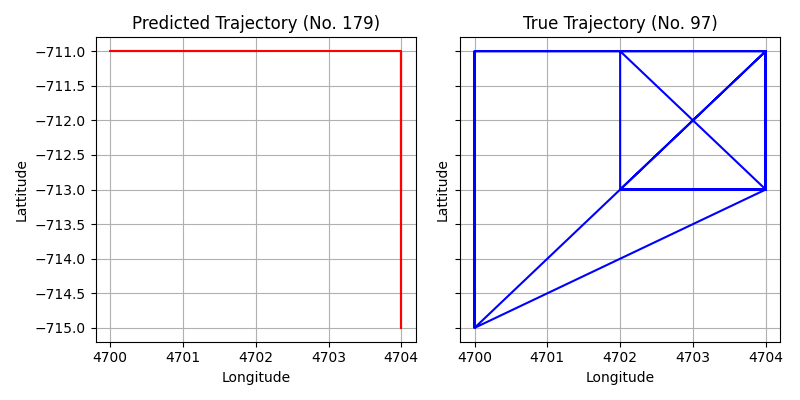 Predicted Trajectory (No. 179)
Lattitude
−711.0
−711.5
−712.0
−712.5
−713.0
−713.5
−714.0
−714.5
−715.0
4700 4701 4702 4703 4704
Longitude
True Trajectory (No. 97)
Lattitude
4700 4701 4702 4703 4704
Longitude